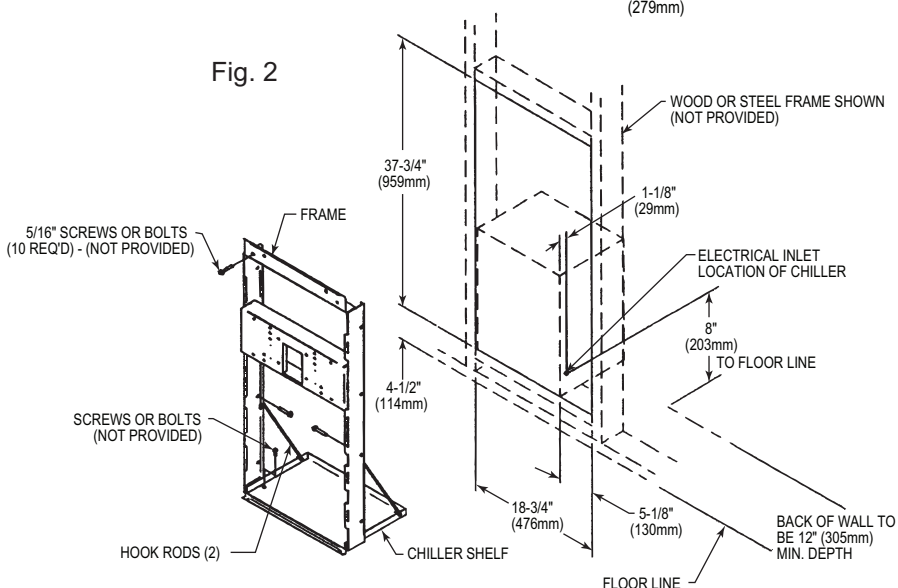 (279mm)
Fig. 2
WOOD OR STEEL FRAME SHOWN
(NOT PROVIDED)
37-3/4"
(959mm)
1-1/8"
(29mm)
5/16" SCREWS OR BOLTS
(10 REQ'D) - (NOT PROVIDED)
FRAME
ELECTRICAL INLET
LOCATION OF CHILLER
8"
(203mm)
TO FLOOR LINE
4-1/2"
(114mm)
SCREWS OR BOLTS
(NOT PROVIDED)
18-3/4"
(476mm)
5-1/8"
(130mm)
BACK OF WALL TO
BE 12" (305mm)
MIN. DEPTH
HOOK RODS (2)
CHILLER SHELF
FLOOR LINE